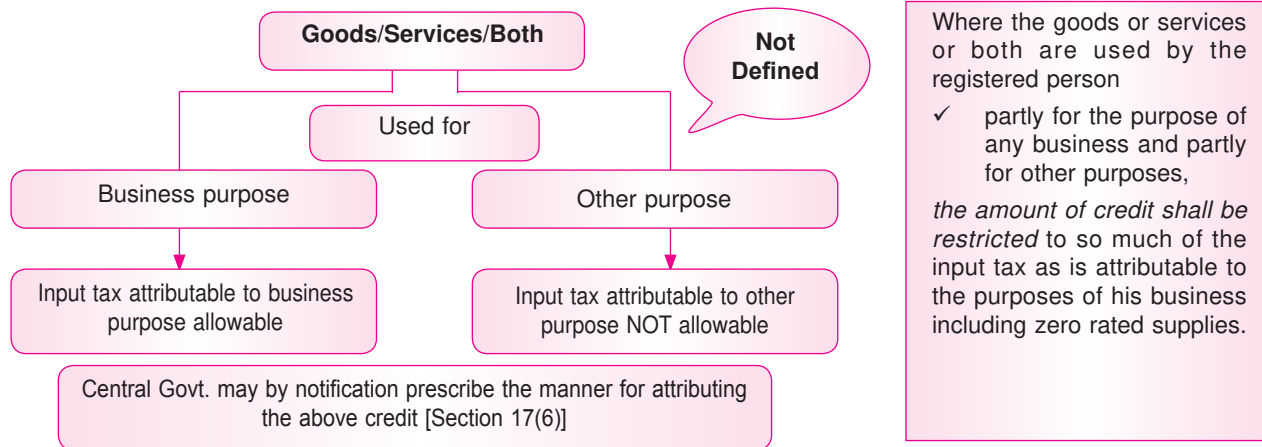 Goods/Services/Both
Not
Defined
Used for
Business purpose
Other purpose
Input tax attributable to business
purpose allowable
Input tax attributable to other
purpose NOT allowable
Central Govt. may by notification prescribe the manner for attributing
the above credit [Section 17(6)]
Where the goods or services
or both are used by the
registered person
✓ partly for the purpose of
any business and partly
for other purposes,
the amount of credit shall be
restricted to so much of the
input tax as is attributable to
the purposes of his business
including zero rated supplies.